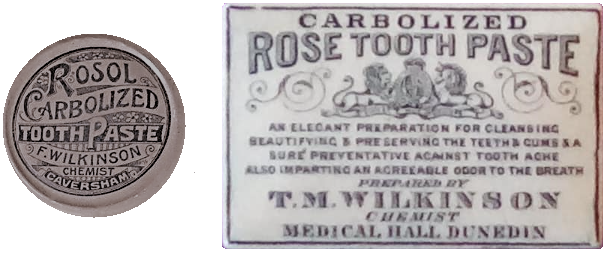 ROSOL
CARBOLIZED
TOOTH PASTE
F. WILKINSON
CHEMIST
CAVERSHAM
CARBOLIZED
ROSE TOOTH PASTE
AN ELEGANT PREPARATION FOR CLEANSING
BEAUTIFYING & PRESERVING THE TEETH & GUMS & A
SURE PREVENTATIVE AGAINST TOOTH ACHE
ALSO IMPARTING AN AGREEABLE ODOR TO THE BREATH
PREPARED BY
T. M. WILKINSON
CHEMIST
MEDICAL HALL DUNEDIN